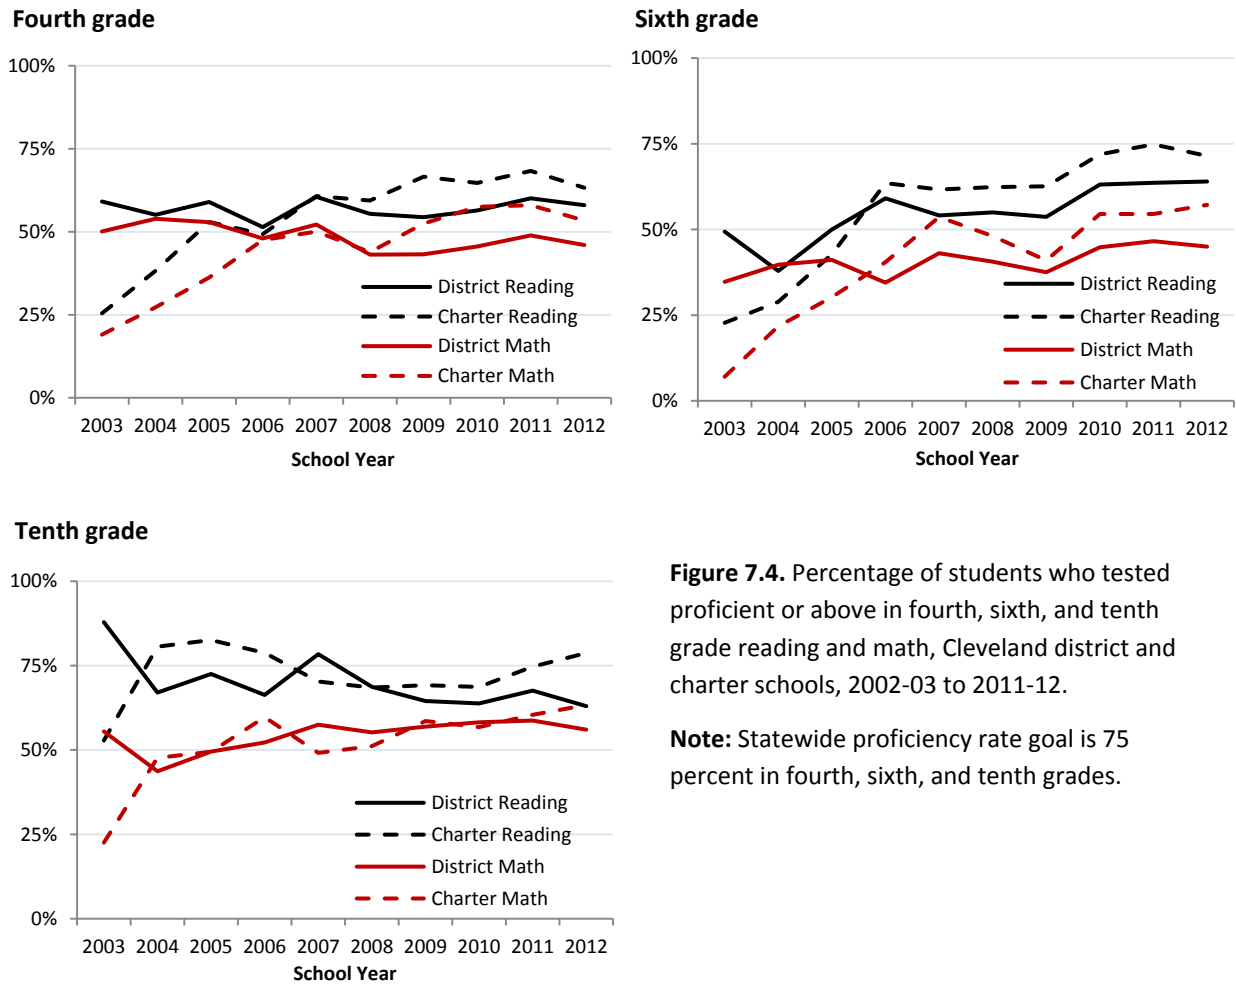 Fourth grade
100%
75%
50%
25%
0%
District Reading
Charter Reading
District Math
Charter Math
2003 2004 2005 2006 2007 2008 2009 2010 2011 2012
School Year
Sixth grade
100%
75%
50%
25%
0%
District Reading
Charter Reading
District Math
Charter Math
2003 2004 2005 2006 2007 2008 2009 2010 2011 2012
School Year
Tenth grade
100%
75%
50%
25%
0%
District Reading
Charter Reading
District Math
Charter Math
2003 2004 2005 2006 2007 2008 2009 2010 2011 2012
School Year
Figure 7.4. Percentage of students who tested
proficient or above in fourth, sixth, and tenth
grade reading and math, Cleveland district and
charter schools, 2002-03 to 2011-12.
Note: Statewide proficiency rate goal is 75
percent in fourth, sixth, and tenth grades.